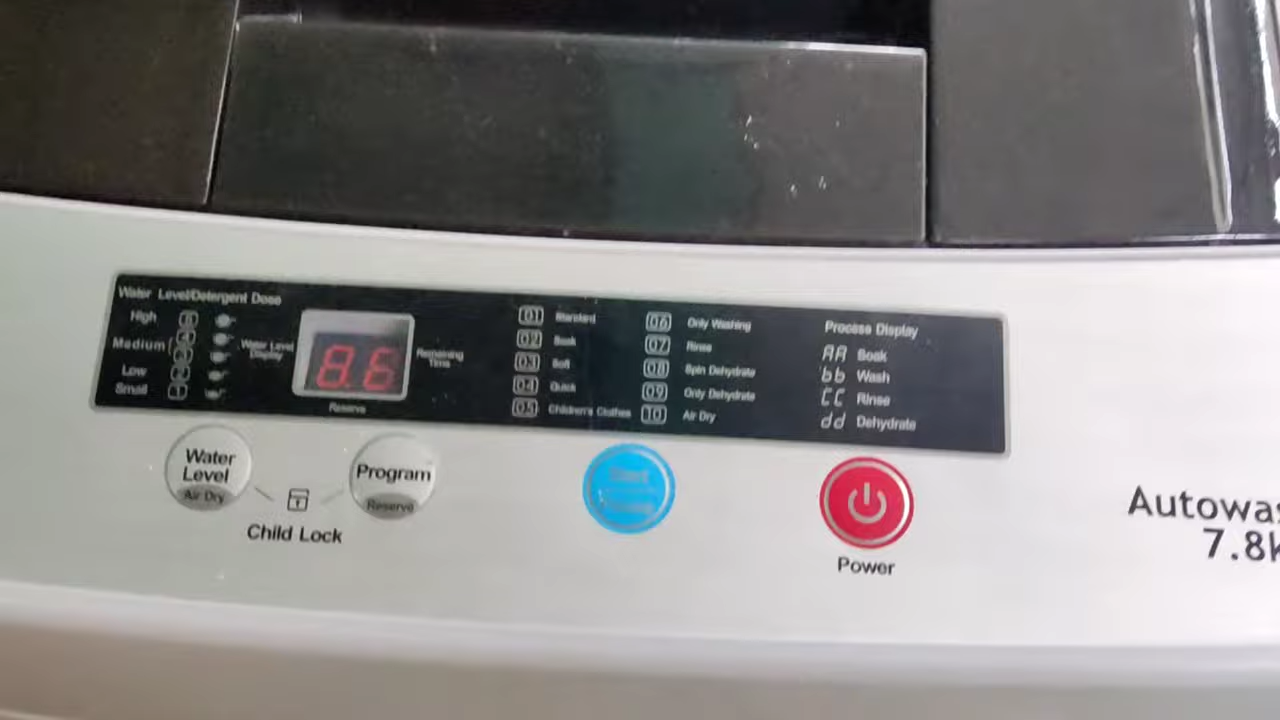 Water Level/Detergent Dose
High
Medium
Low
Small
Water Level
Display
8.6
Remaining
Time
Reserve
01 Standard
02 Soak
03 Soft
04 Quick
05 Children's Clothes
06 Only Washing
07 Rinse
08 Spin Dehydrate
09 Only Dehydrate
10 Air Dry
Process Display
AA Soak
bb Wash
CC Rinse
dd Dehydrate
Water
Level
Air Dry
Program
Reserve
Child Lock
Start
Power
Autowas
7.8k